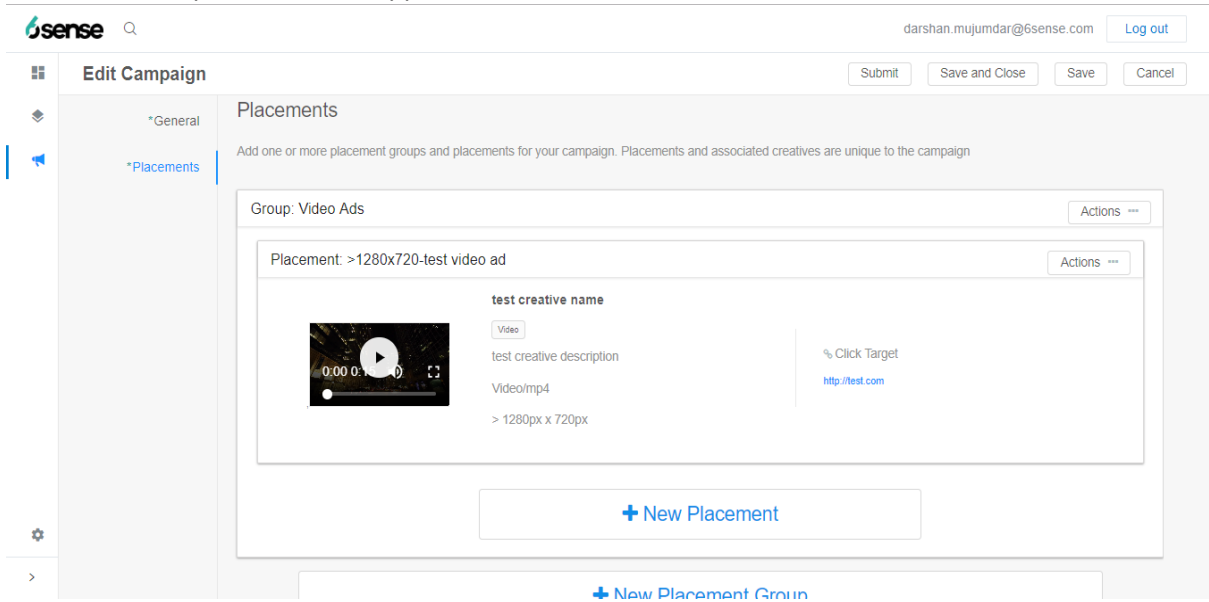 6sense
darshan.mujumdar@6sense.com
Log out
Edit Campaign
Submit
Save and Close
Save
Cancel
*General
*Placements
Placements
Add one or more placement groups and placements for your campaign. Placements and associated creatives are unique to the campaign
Group: Video Ads
Actions
Placement: >1280x720-test video ad
Actions
test creative name
Video
test creative description
Video/mp4
> 1280px x 720px
0:00
Click Target
http://test.com
New Placement
New Placement Group